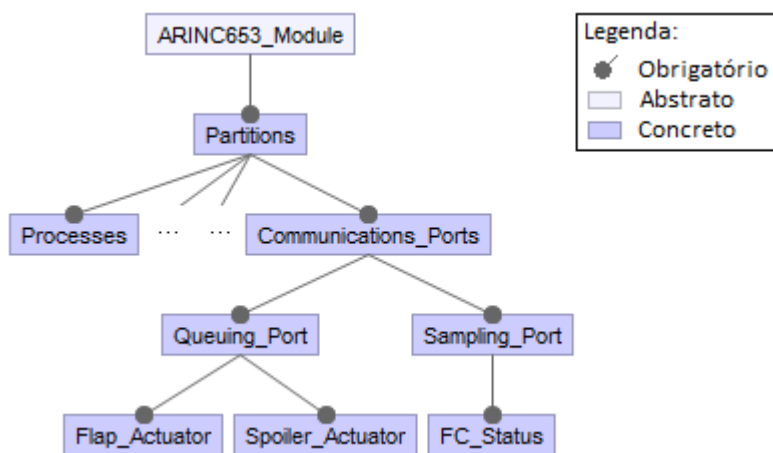 ARINC653_Module
Legenda:
Obrigatório
Abstrato
Concreto
Partitions
Processes
...
...
Communications_Ports
Queuing_Port
Sampling_Port
Flap_Actuator
Spoiler_Actuator
FC_Status